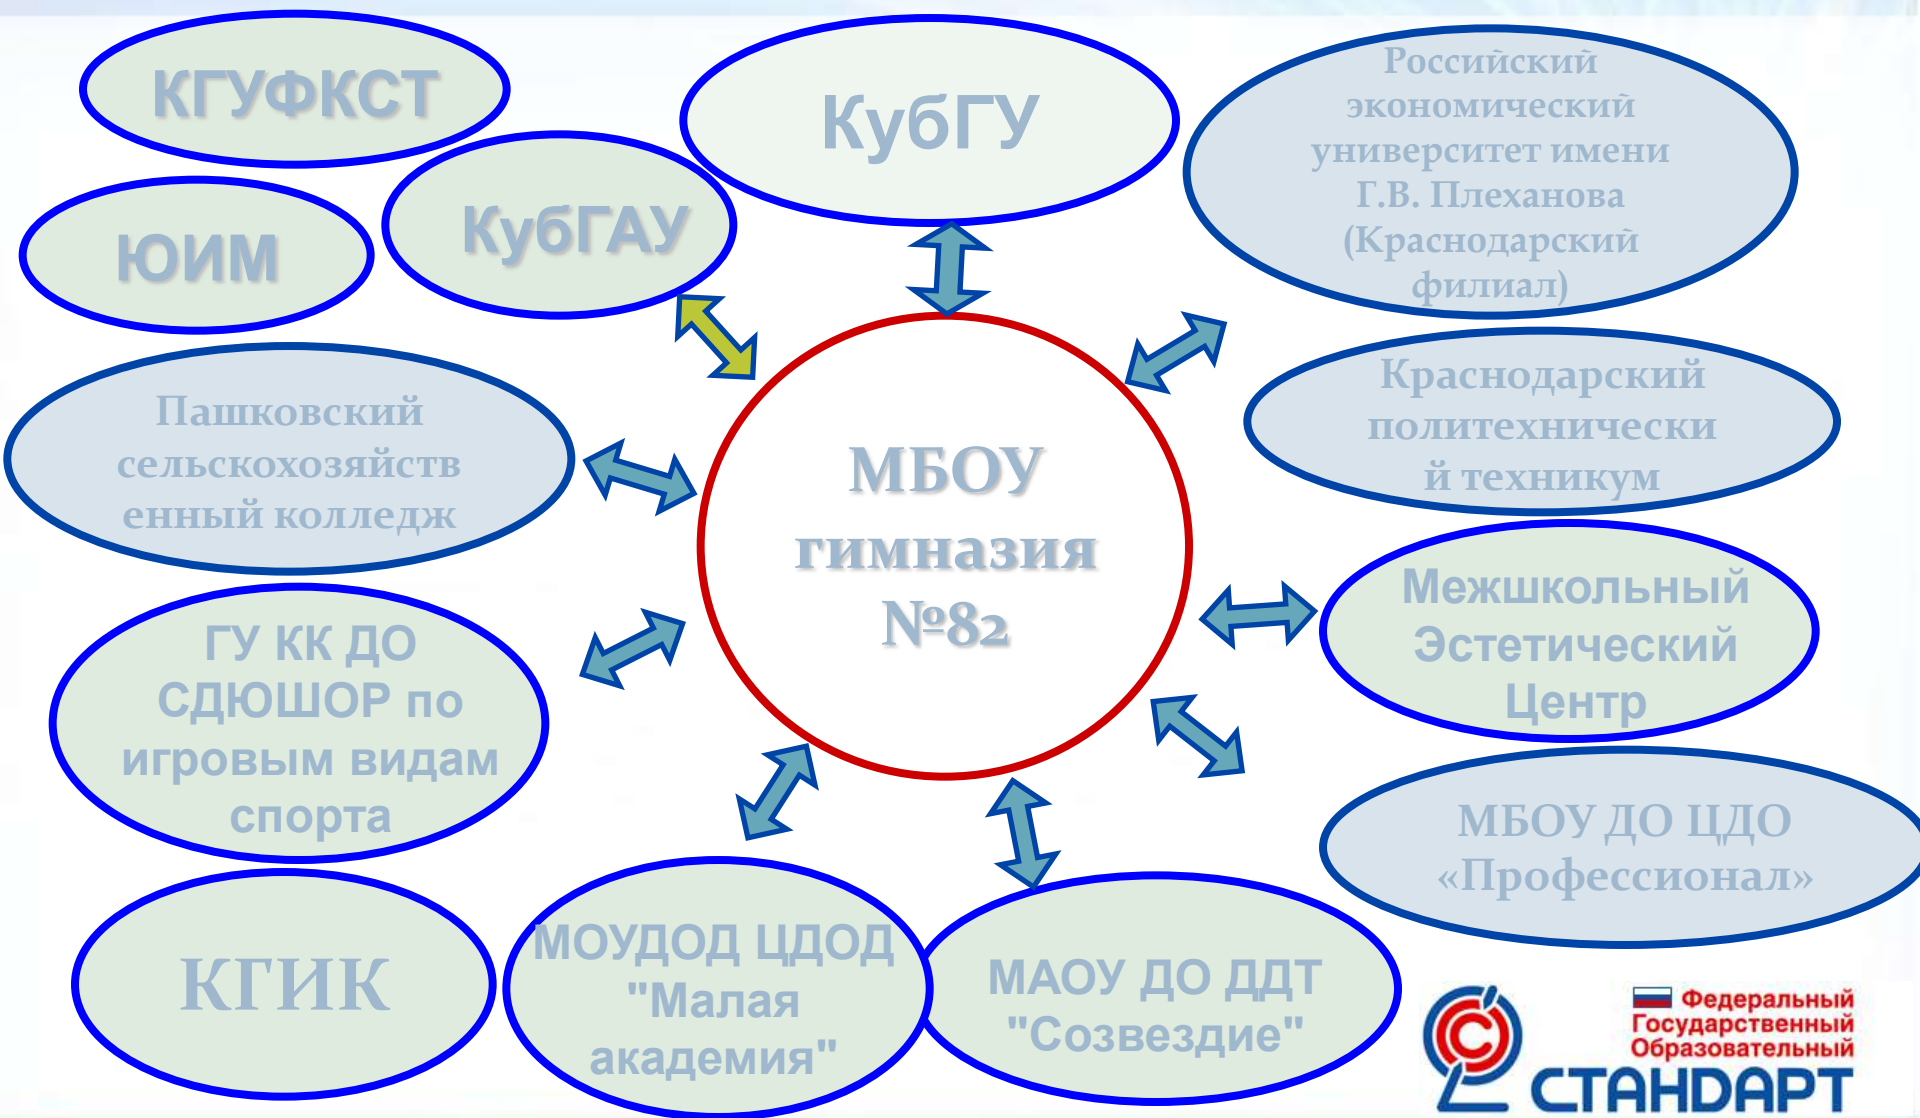 КГУФКСТ
КубГУ
Российский
экономический
университет имени
Г.В. Плеханова
(Краснодарский
филиал)
КубГАУ
ЮИМ
Пашковский
сельскохозяйств
енный колледж
Краснодарский
политехнически
й техникум
МБОУ
гимназия
№82
Межшкольный
Эстетический
Центр
ГУ КК ДО
СДЮШОР по
игровым видам
спорта
МБОУ ДО ЦДО
«Профессионал»
КГИК
МОУДОД ЦДОД
"Малая
академия"
МАОУ ДО ДДТ
"Созвездие"
Федеральный
Государственный
Образовательный
СТАНДАРТ